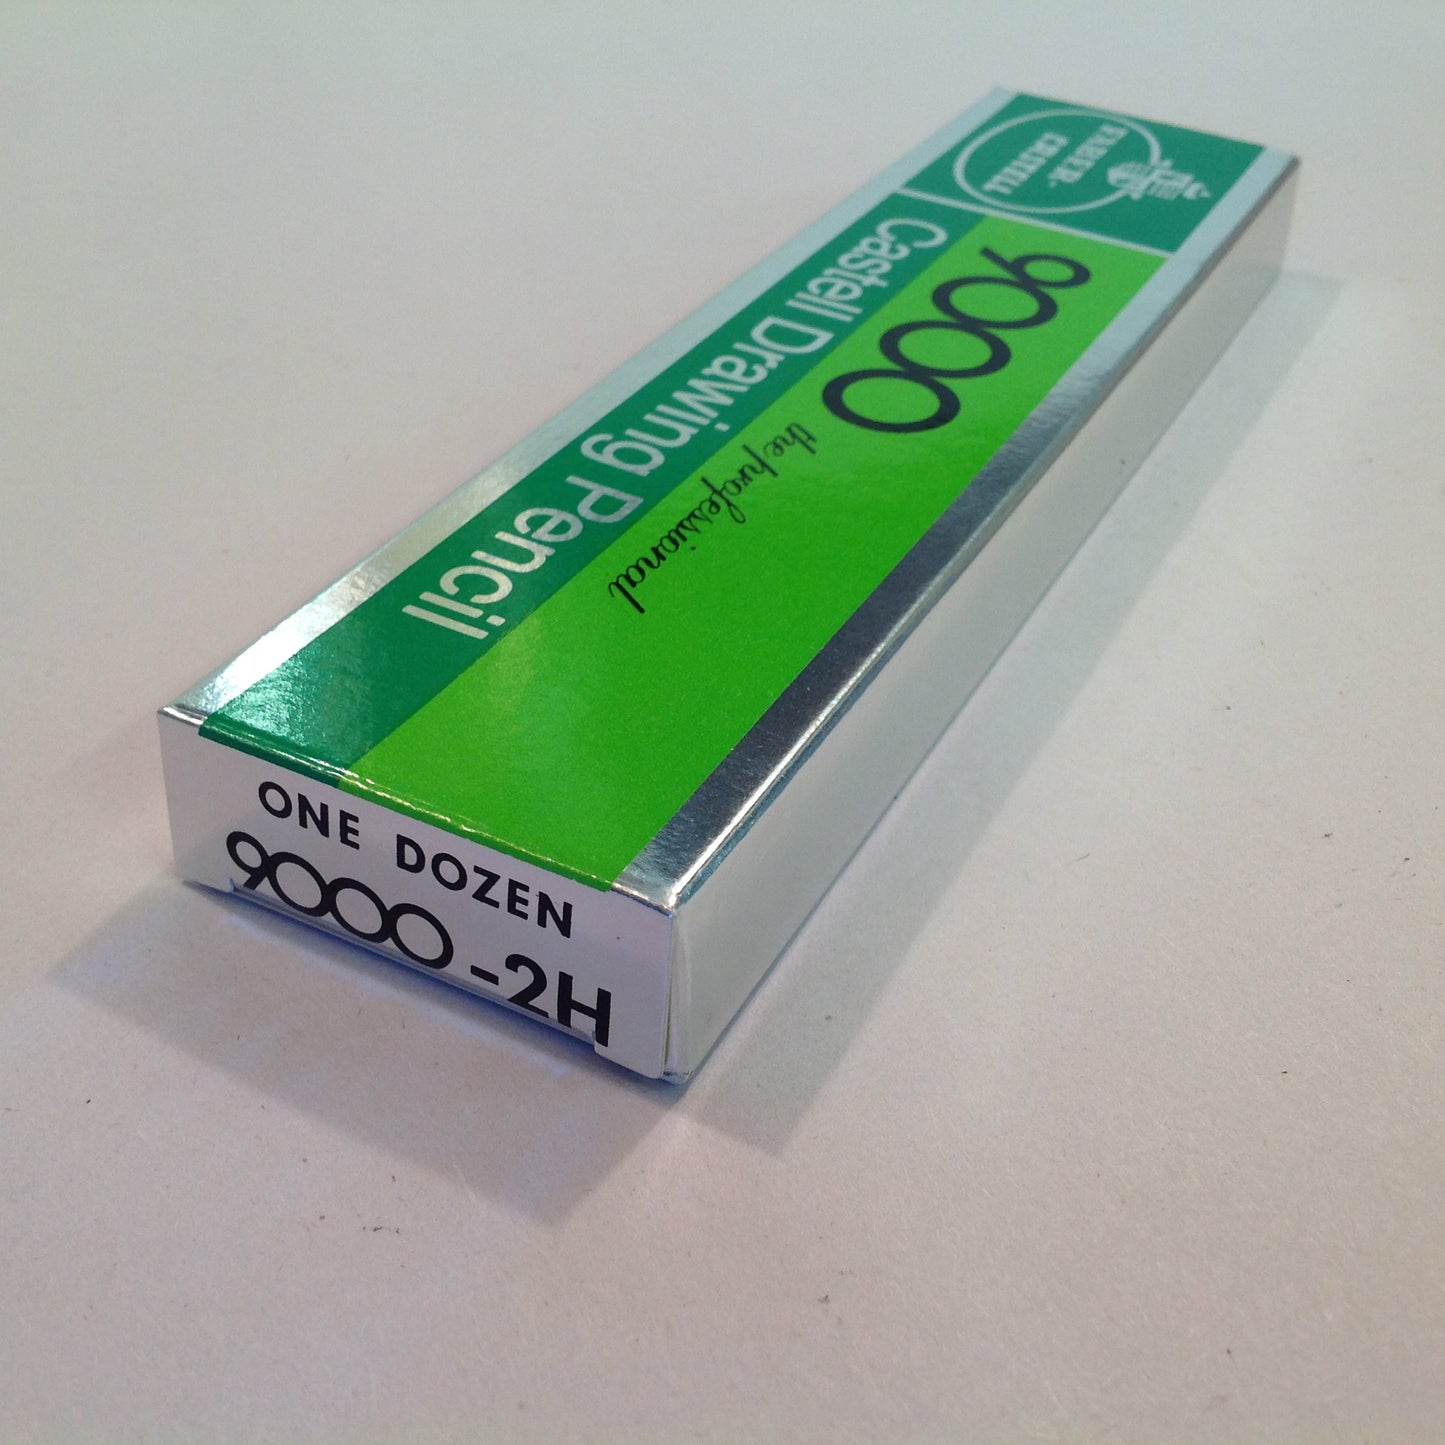 FABER-
CASTELL
9000
Castell Drawing Pencil
the professional
ONE DOZEN
9000-2H